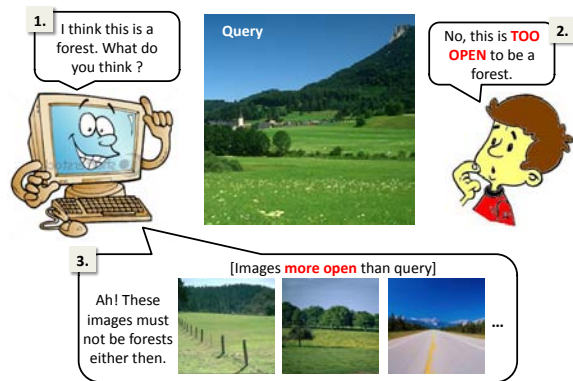 1.
I think this is a
forest. What do
you think ?
Query
2.
No, this is TOO
OPEN to be a
forest.
3.
[Images more open than query]
Ah! These
images must
not be forests
either then.
...